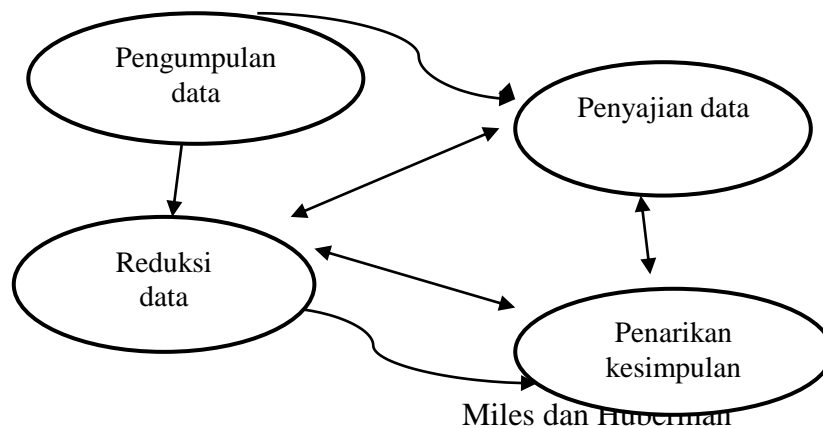 Pengumpulan
data
Penyajian data
Reduksi
data
Penarikan
kesimpulan
Miles dan Huberman